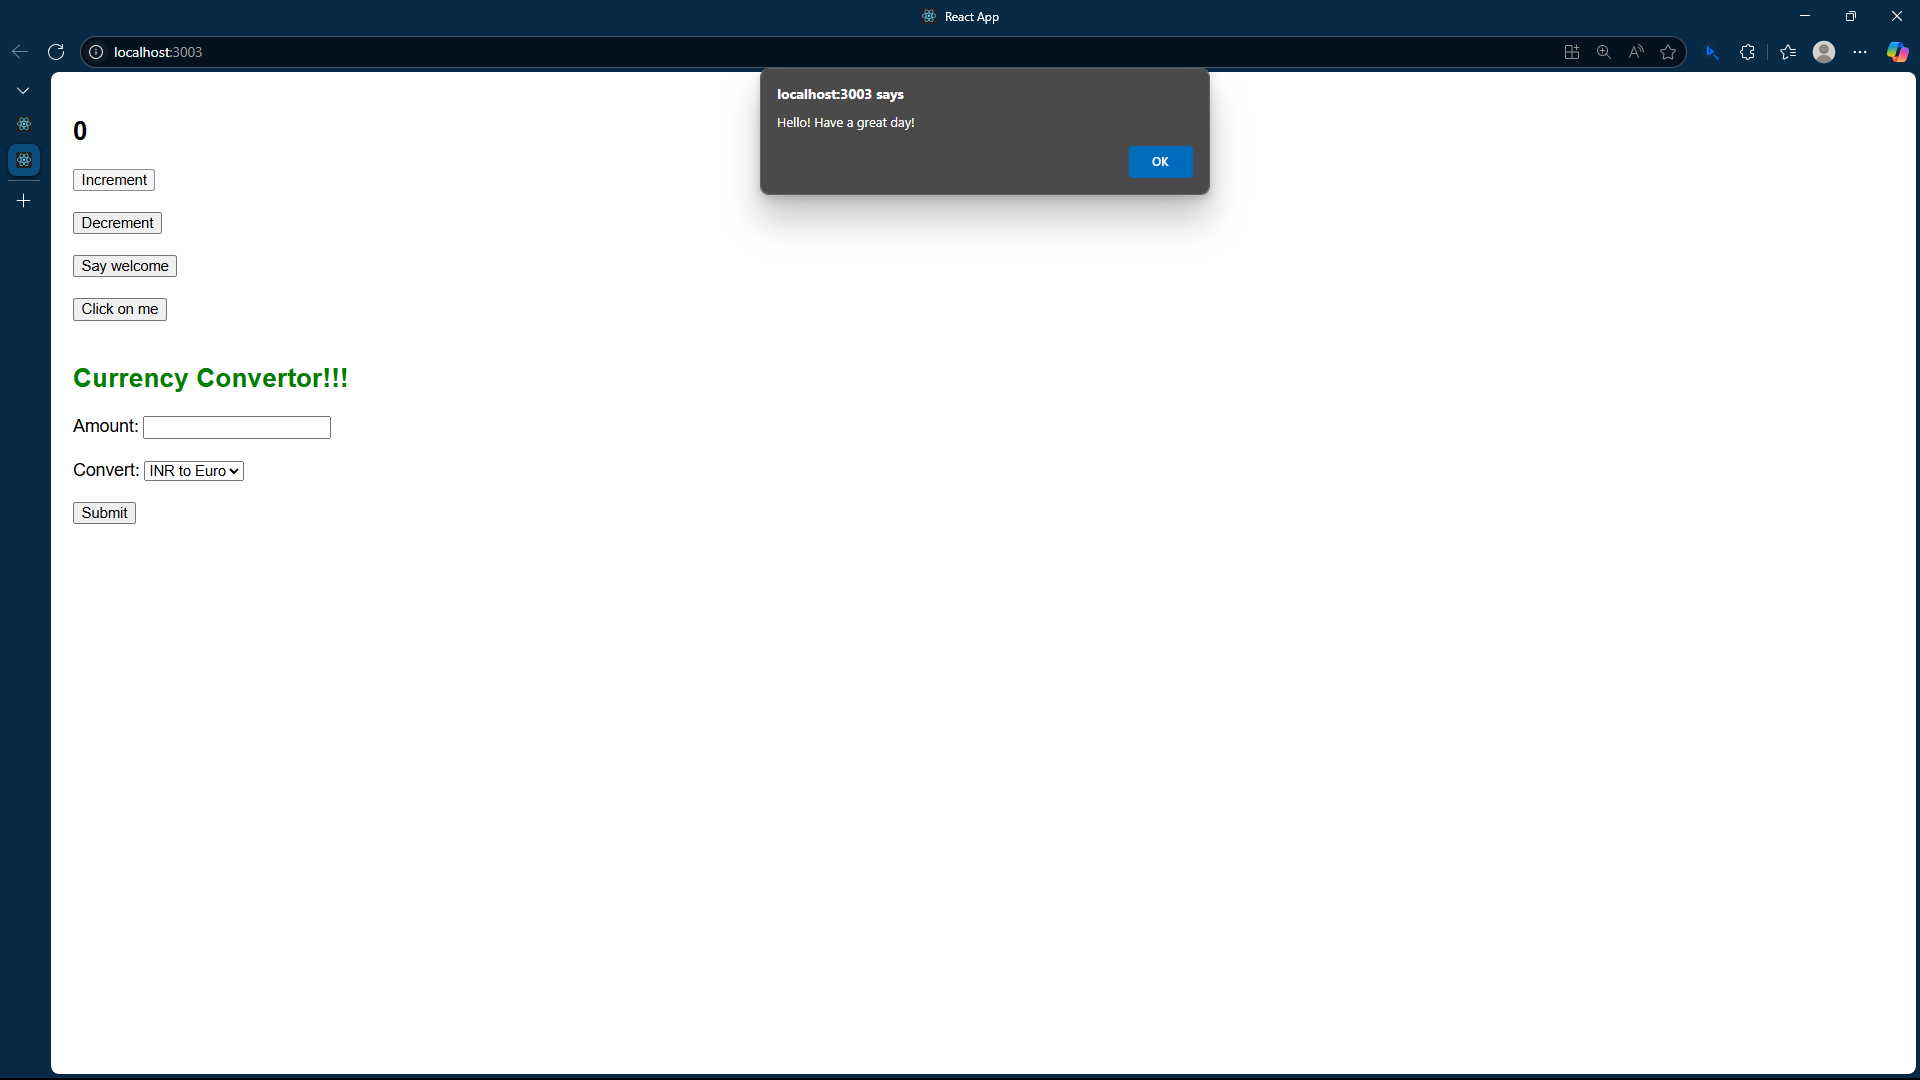 React App
localhost:3003
localhost:3003 says
Hello! Have a great day!
OK
0
Increment
Decrement
Say welcome
Click on me
Currency Convertor!!!
Amount:
Convert: INR to Euro
Submit